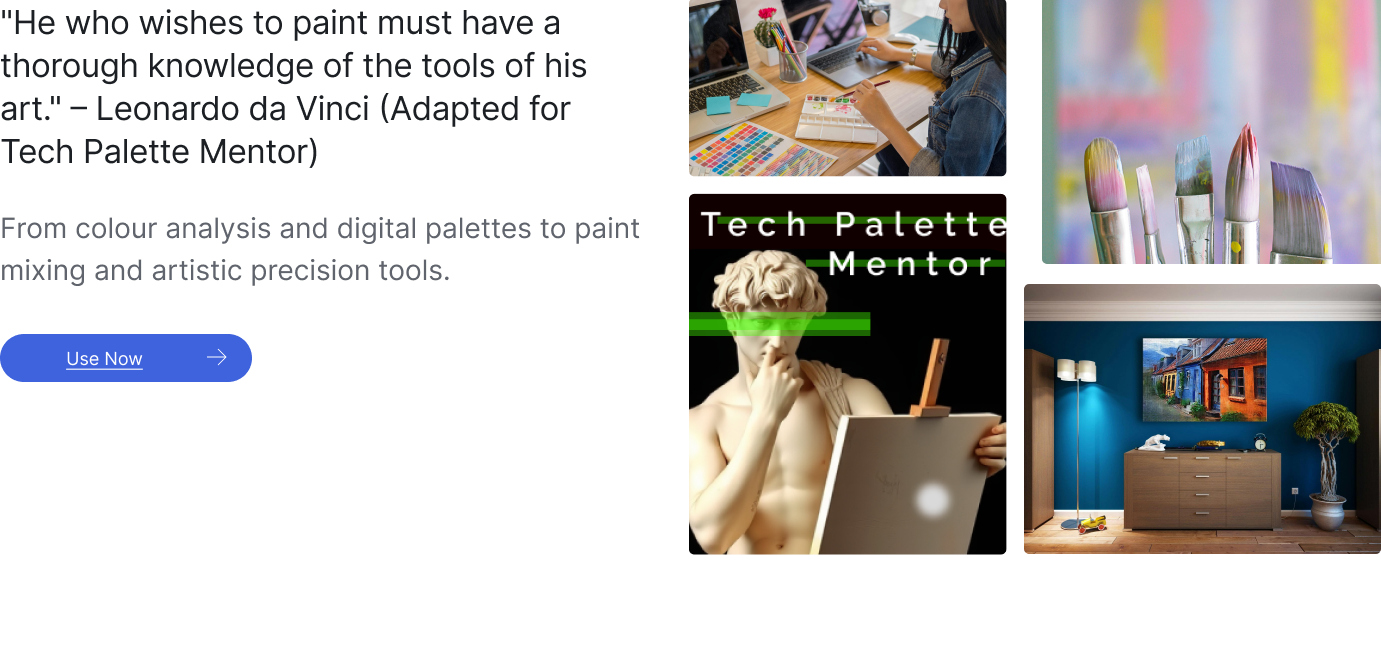 "He who wishes to paint must have a
thorough knowledge of the tools of his
art." – Leonardo da Vinci (Adapted for
Tech Palette Mentor)
From colour analysis and digital palettes to paint
mixing and artistic precision tools.
Use Now
Tech Palette
Mentor